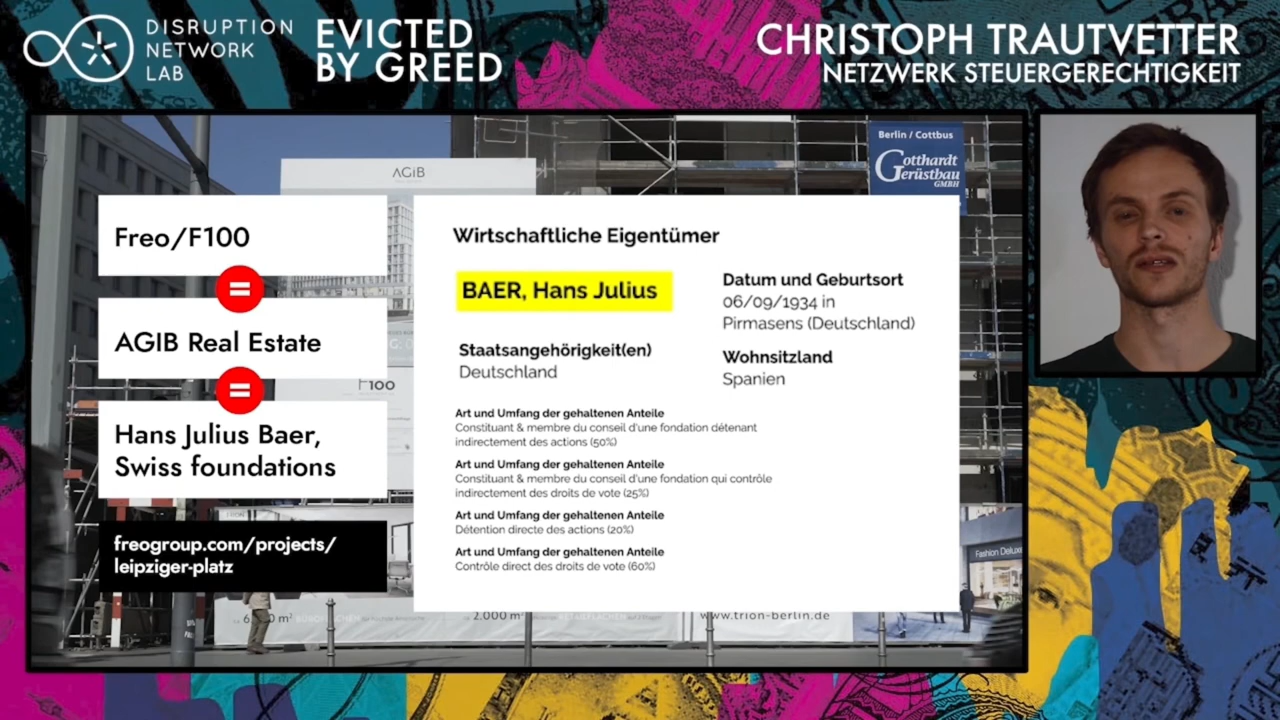 DISRUPTION
NETWORK
LAB
EVICTED
BY GREED
CHRISTOPH TRAUTVETTER
NETZWERK STEUERGERECHTIGKEIT
AGIB
Berlin / Cottbus
Gotthardt
Gerüstbau
GMBH
Freo/F100
=
AGIB Real Estate
=
Hans Julius Baer,
Swiss foundations
freogroup.com/projects/
leipziger-platz
Wirtschaftliche Eigentümer
BAER, Hans Julius
Datum und Geburtsort
06/09/1934 in
Pirmasens (Deutschland)
Staatsangehörigkeit(en)
Deutschland
Wohnsitzland
Spanien
Art und Umfang der gehaltenen Anteile
Constituant & membre du conseil d'une fondation détenant
indirectement des actions (50%)
Art und Umfang der gehaltenen Anteile
Constituant & membre du conseil d'une fondation qui contrôle
indirectement des droits de vote (25%)
Art und Umfang der gehaltenen Anteile
Détention directe des actions (20%)
Art und Umfang der gehaltenen Anteile
Contrôle direct des droits de vote (60%)
F100
Fashion Deluxe
2.000 m²
www.trion-berlin.de